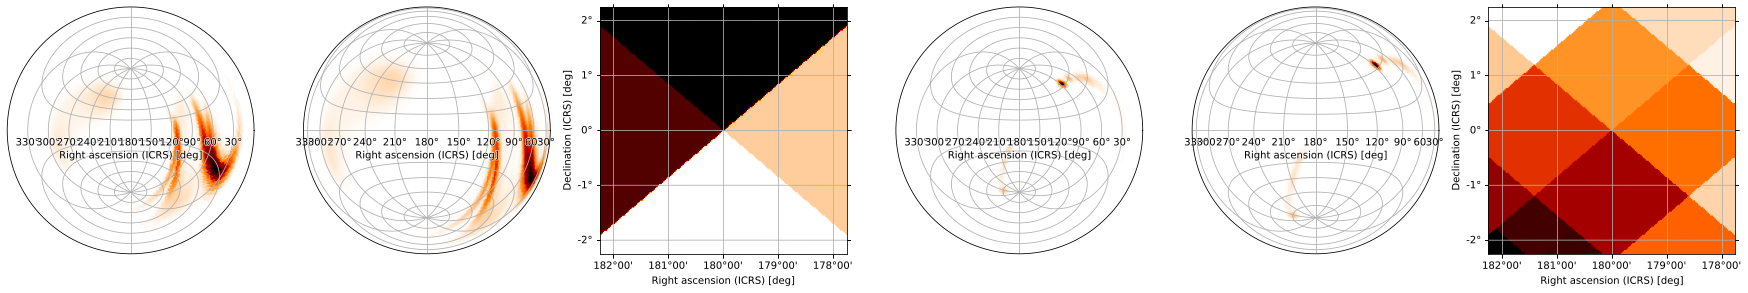 330°300°270°240°210°180°150°120°90° 60° 30°
Right ascension (ICRS) [deg]
270° 210° 180° 150° 120° 90° 6030°
Right ascension (ICRS) [deg]
Declination (ICRS) [deg]
2°
1°
0°
-1°
-2°
182°00' 181°00' 180°00' 179°00' 178°00'
Right ascension (ICRS) [deg]
330°300°270°240°210°180°150°120°90° 60° 30°
Right ascension (ICRS) [deg]
270° 210° 180° 150° 120° 90° 6030°
Right ascension (ICRS) [deg]
Declination (ICRS) [deg]
2°
1°
0°
-1°
-2°
182°00' 181°00' 180°00' 179°00' 178°00'
Right ascension (ICRS) [deg]